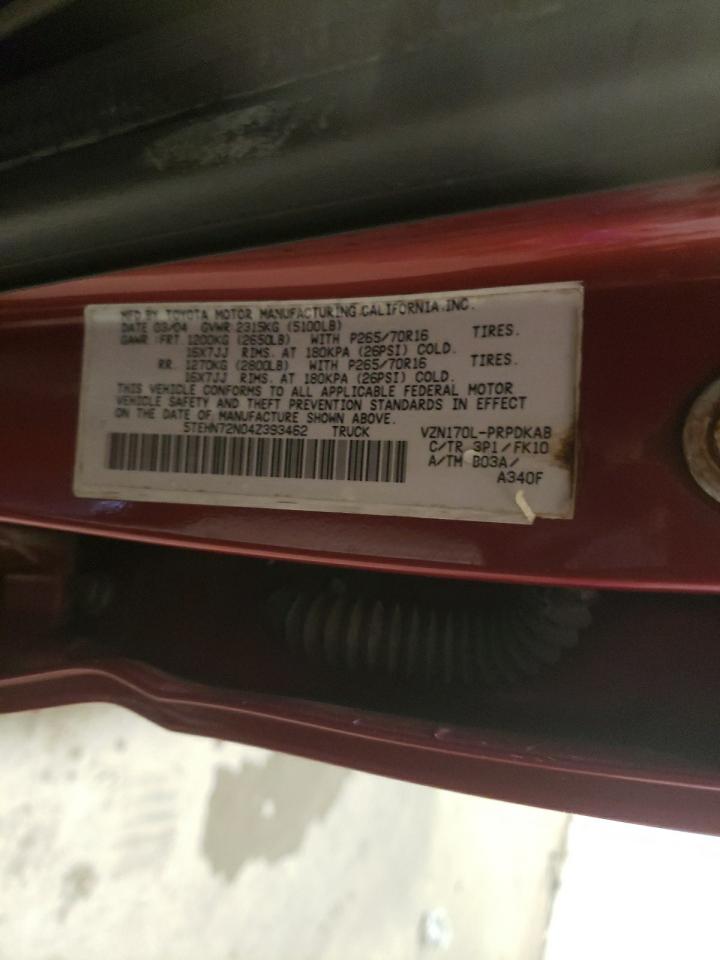 MFD BY TOYOTA MOTOR MANUFACTURING CALIFORNIA, INC.
DATE 03/04 GVWR 2315KG (5100LB)
GAWR :FRT 1200KG (2650LB) WITH P265/70R16 TIRES.
16X7JJ RIMS. AT 180KPA (26PSI) COLD.
RR. 1270KG (2800LB) WITH P265/70R16 TIRES.
16X7JJ RIMS. AT 180KPA (26PSI) COLD.
THIS VEHICLE CONFORMS TO ALL APPLICABLE FEDERAL MOTOR
VEHICLE SAFETY AND THEFT PREVENTION STANDARDS IN EFFECT
ON THE DATE OF MANUFACTURE SHOWN ABOVE.
5TEHN72N04Z393462 TRUCK VZN170L-PRPDKAB
C/TR 3P1/FK10
A/TM B03A/
A340F